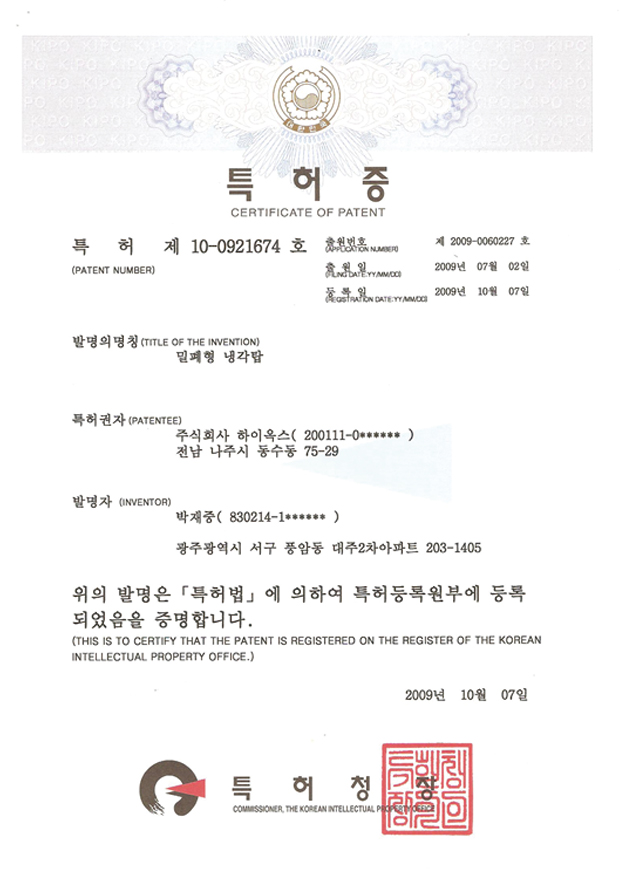 KIPO KIPO KIPO KIPO KIPO KIPO
대한민국
특 허 증
CERTIFICATE OF PATENT
특 허 제 10-0921674 호
(PATENT NUMBER)
출원번호 제 2009-0060227 호
(APPLICATION NUMBER)
출 원 일 2009년 07월 02일
(FILING DATE:YY/MM/DD)
등 록 일 2009년 10월 07일
(REGISTRATION DATE:YY/MM/DD)
발명의명칭 (TITLE OF THE INVENTION)
밀폐형 냉각탑
특허권자 (PATENTEE)
주식회사 하이옥스( 200111-0****** )
전남 나주시 동수동 75-29
발명자 (INVENTOR)
박재중( 830214-1****** )
광주광역시 서구 풍암동 대주2차아파트 203-1405
위의 발명은 「특허법」에 의하여 특허등록원부에 등록
되었음을 증명합니다.
(THIS IS TO CERTIFY THAT THE PATENT IS REGISTERED ON THE REGISTER OF THE KOREAN
INTELLECTUAL PROPERTY OFFICE.)
2009년 10월 07일
특 허 청 장
COMMISSIONER, THE KOREAN INTELLECTUAL PROPERTY OFFICE